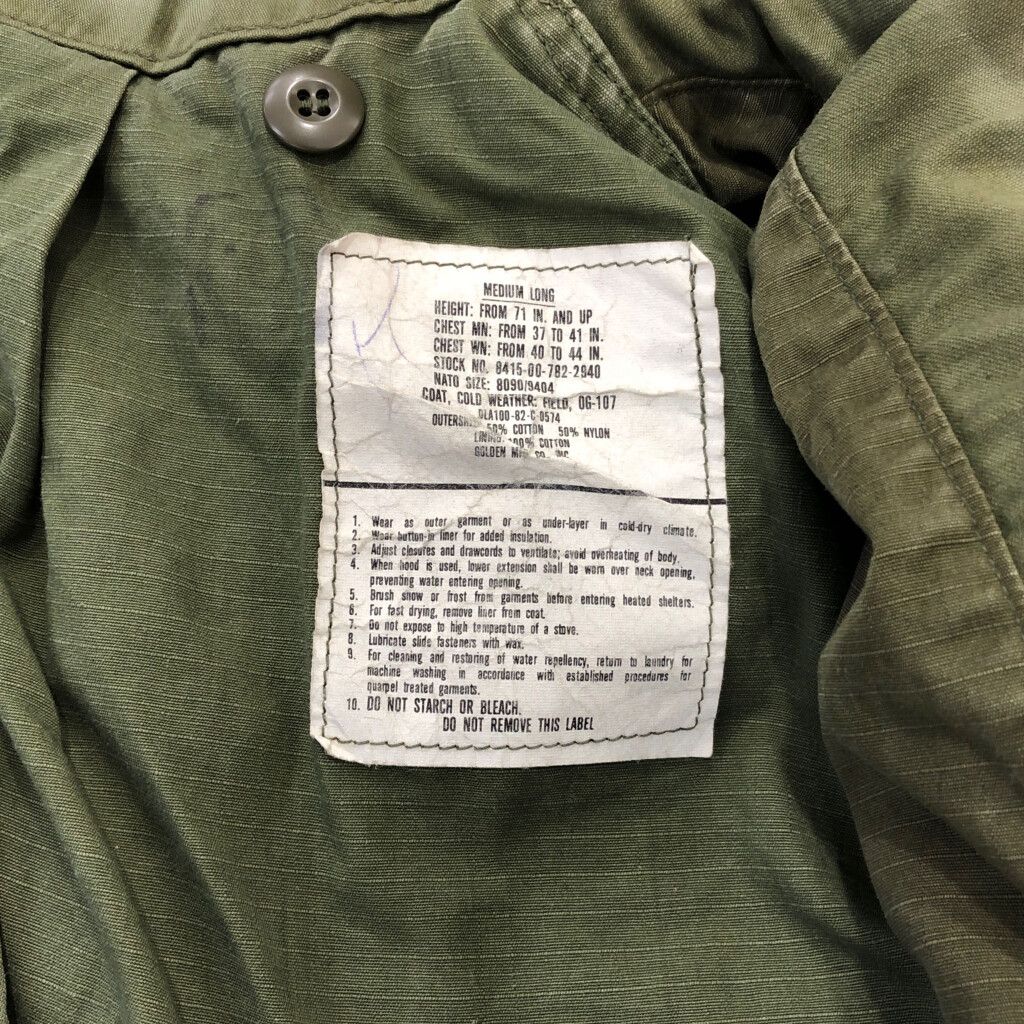 MEDIUM LONG
HEIGHT: FROM 71 IN. AND UP
CHEST MN: FROM 37 TO 41 IN.
CHEST WN: FROM 40 TO 44 IN.
STOCK NO. 8415-00-782-2940
NATO SIZE: 8090/9404
COAT, COLD WEATHER: FIELD, OG-107
DLA100-82-C-0574
50% COTTON 50% NYLON
100% COTTON
GOLDEN CO., INC
1. Wear as outer garment or as under-layer in cold-dry climate.
2. Wear button-in liner for added insulation.
3. Adjust closures and drawcords to ventilate; avoid overheating of body.
4. When hood is used, lower extension shall be worn over neck opening,
preventing water entering opening.
5. Brush snow or frost from garments before entering heated shelters.
6. For fast drying, remove liner from coat.
7. Do not expose to high temperature of a stove.
8. Lubricate slide fasteners with wax.
9. For cleaning and restoring of water repellency, return to laundry for
machine washing in accordance with established procedures for
quarpel treated garments.
10. DO NOT STARCH OR BLEACH.
DO NOT REMOVE THIS LABEL